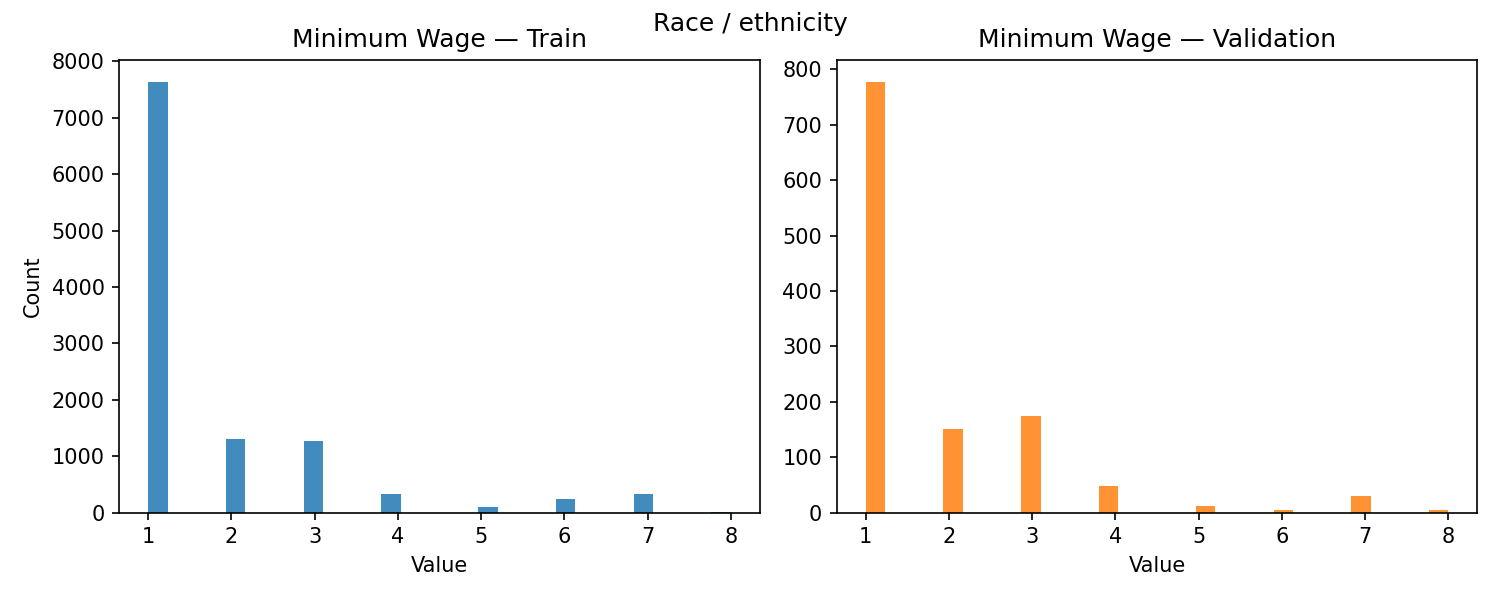 Race / ethnicity
Minimum Wage — Train
Count
8000
7000
6000
5000
4000
3000
2000
1000
0
1 2 3 4 5 6 7 8
Value
Minimum Wage — Validation
800
700
600
500
400
300
200
100
0
1 2 3 4 5 6 7 8
Value